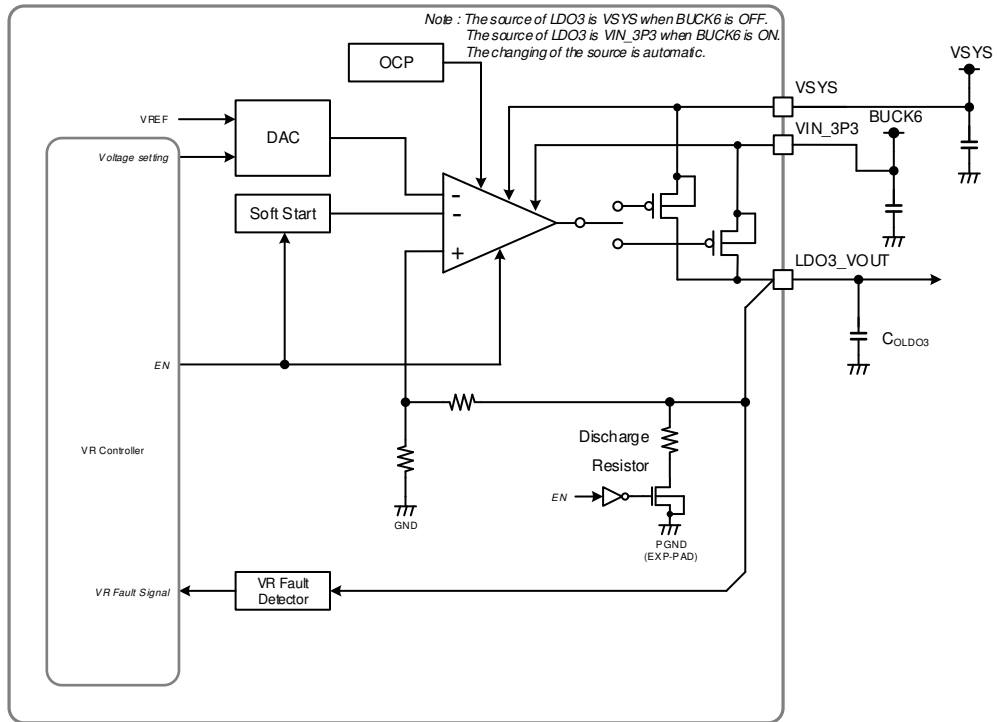 Note : The source of LDO3 is VSYS when BUCK6 is OFF.
The source of LDO3 is VIN_3P3 when BUCK6 is ON.
The changing of the source is automatic.
VSYS
OCP
VSYS
VREF
DAC
BUCK6
VIN_3P3
Voltage setting
-
Soft Start
-
+
LDO3_VOUT
COLDO3
EN
Discharge
Resistor
VR Controller
EN
GND
PGND
(EXP-PAD)
VR Fault Signal
VR Fault
Detector